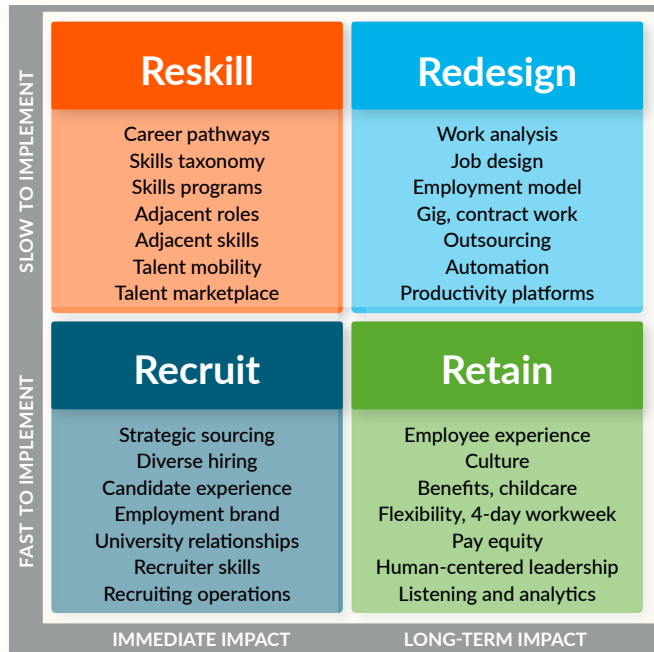 SLOW TO IMPLEMENT
Reskill
Career pathways
Skills taxonomy
Skills programs
Adjacent roles
Adjacent skills
Talent mobility
Talent marketplace
Redesign
Work analysis
Job design
Employment model
Gig, contract work
Outsourcing
Automation
Productivity platforms
FAST TO IMPLEMENT
Recruit
Strategic sourcing
Diverse hiring
Candidate experience
Employment brand
University relationships
Recruiter skills
Recruiting operations
Retain
Employee experience
Culture
Benefits, childcare
Flexibility, 4-day workweek
Pay equity
Human-centered leadership
Listening and analytics
IMMEDIATE IMPACT
LONG-TERM IMPACT